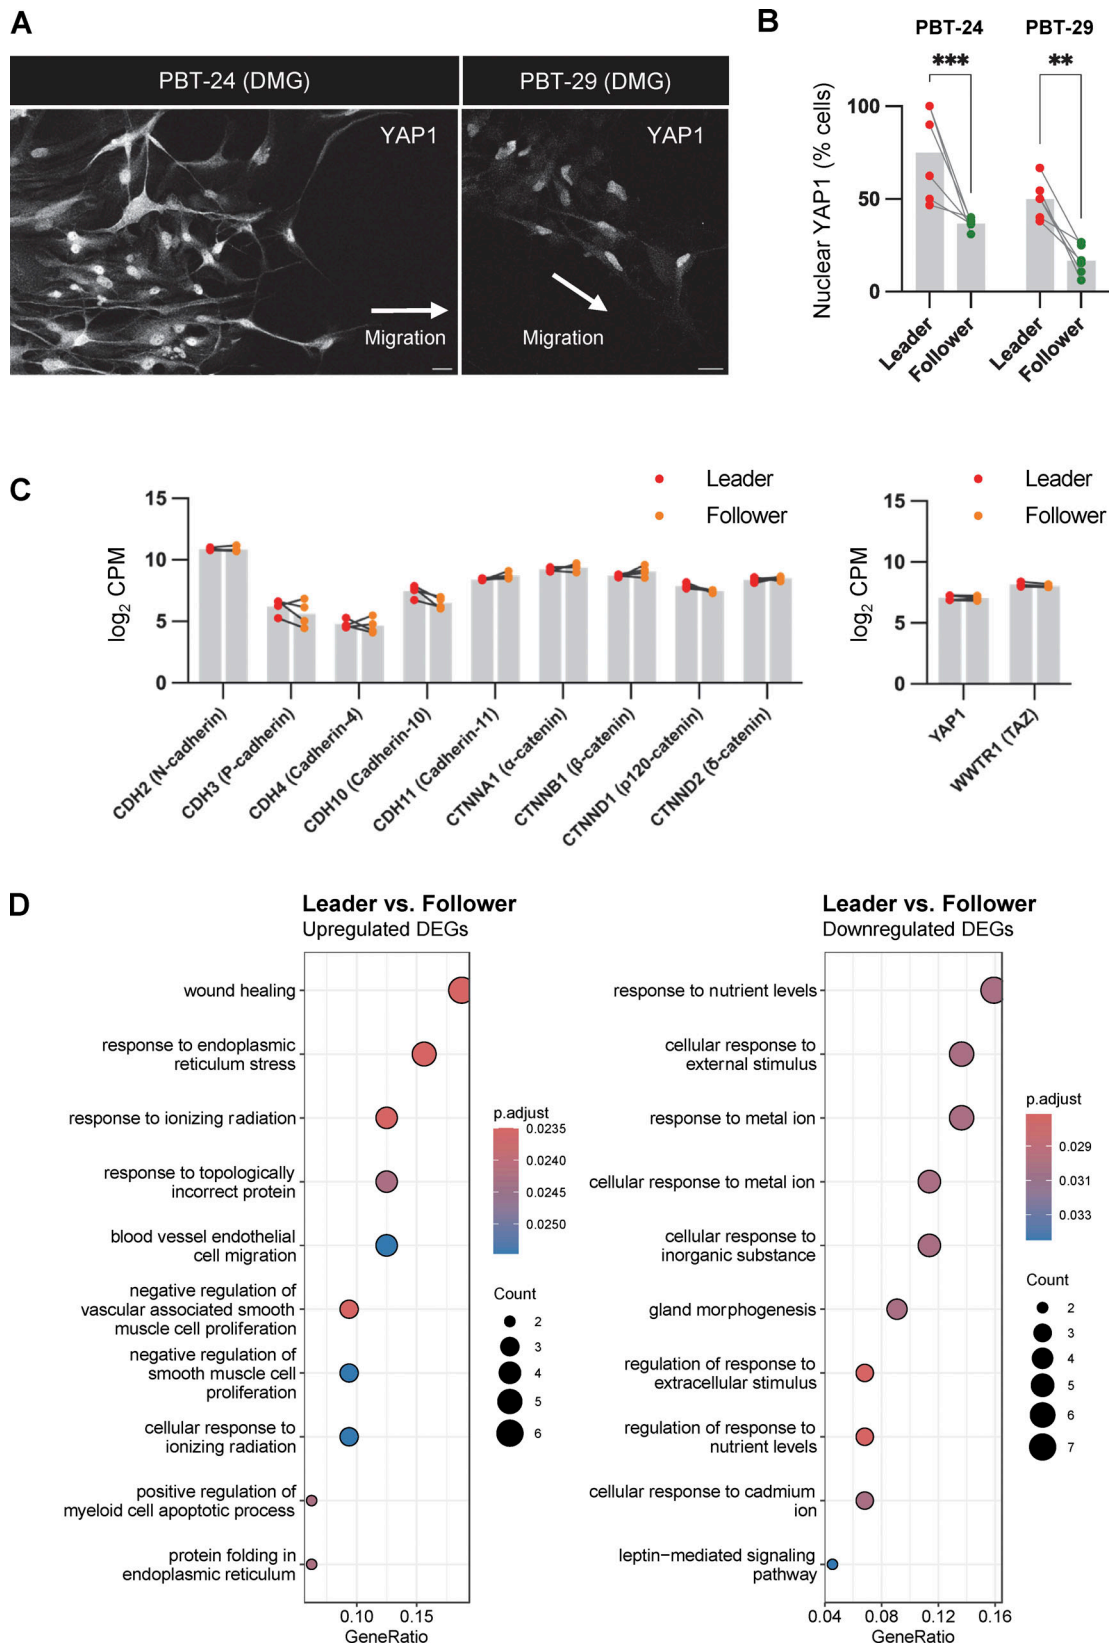 A
PBT-24 (DMG)
PBT-29 (DMG)
YAP1
YAP1
Migration
Migration
B
PBT-24
PBT-29
***
**
Nuclear YAP1 (% cells)
100
50
0
Leader
Follower
Leader
Follower
C
Leader
Follower
log2 CPM
15
10
5
0
CDH2 (N-cadherin)
CDH3 (P-cadherin)
CDH4 (Cadherin-4)
CDH10 (Cadherin-10)
CDH11 (Cadherin-11)
CTNNA1 (α-catenin)
CTNNB1 (β-catenin)
CTNND1 (p120-catenin)
CTNND2 (δ-catenin)
Leader
Follower
log2 CPM
15
10
5
0
YAP1
WWTR1 (TAZ)
D
Leader vs. Follower
Upregulated DEGs
wound healing
response to endoplasmic
reticulum stress
response to ionizing radiation
response to topologically
incorrect protein
blood vessel endothelial
cell migration
negative regulation of
vascular associated smooth
muscle cell proliferation
negative regulation of
smooth muscle cell
proliferation
cellular response to
ionizing radiation
positive regulation of
myeloid cell apoptotic process
protein folding in
endoplasmic reticulum
0.10
0.15
GeneRatio
p.adjust
0.0235
0.0240
0.0245
0.0250
Count
2
3
4
5
6
Leader vs. Follower
Downregulated DEGs
response to nutrient levels
cellular response to
external stimulus
response to metal ion
cellular response to metal ion
cellular response to
inorganic substance
gland morphogenesis
regulation of response to
extracellular stimulus
regulation of response to
nutrient levels
cellular response to cadmium
ion
leptin−mediated signaling
pathway
0.04
0.08
0.12
0.16
GeneRatio
p.adjust
0.029
0.031
0.033
Count
2
3
4
5
6
7